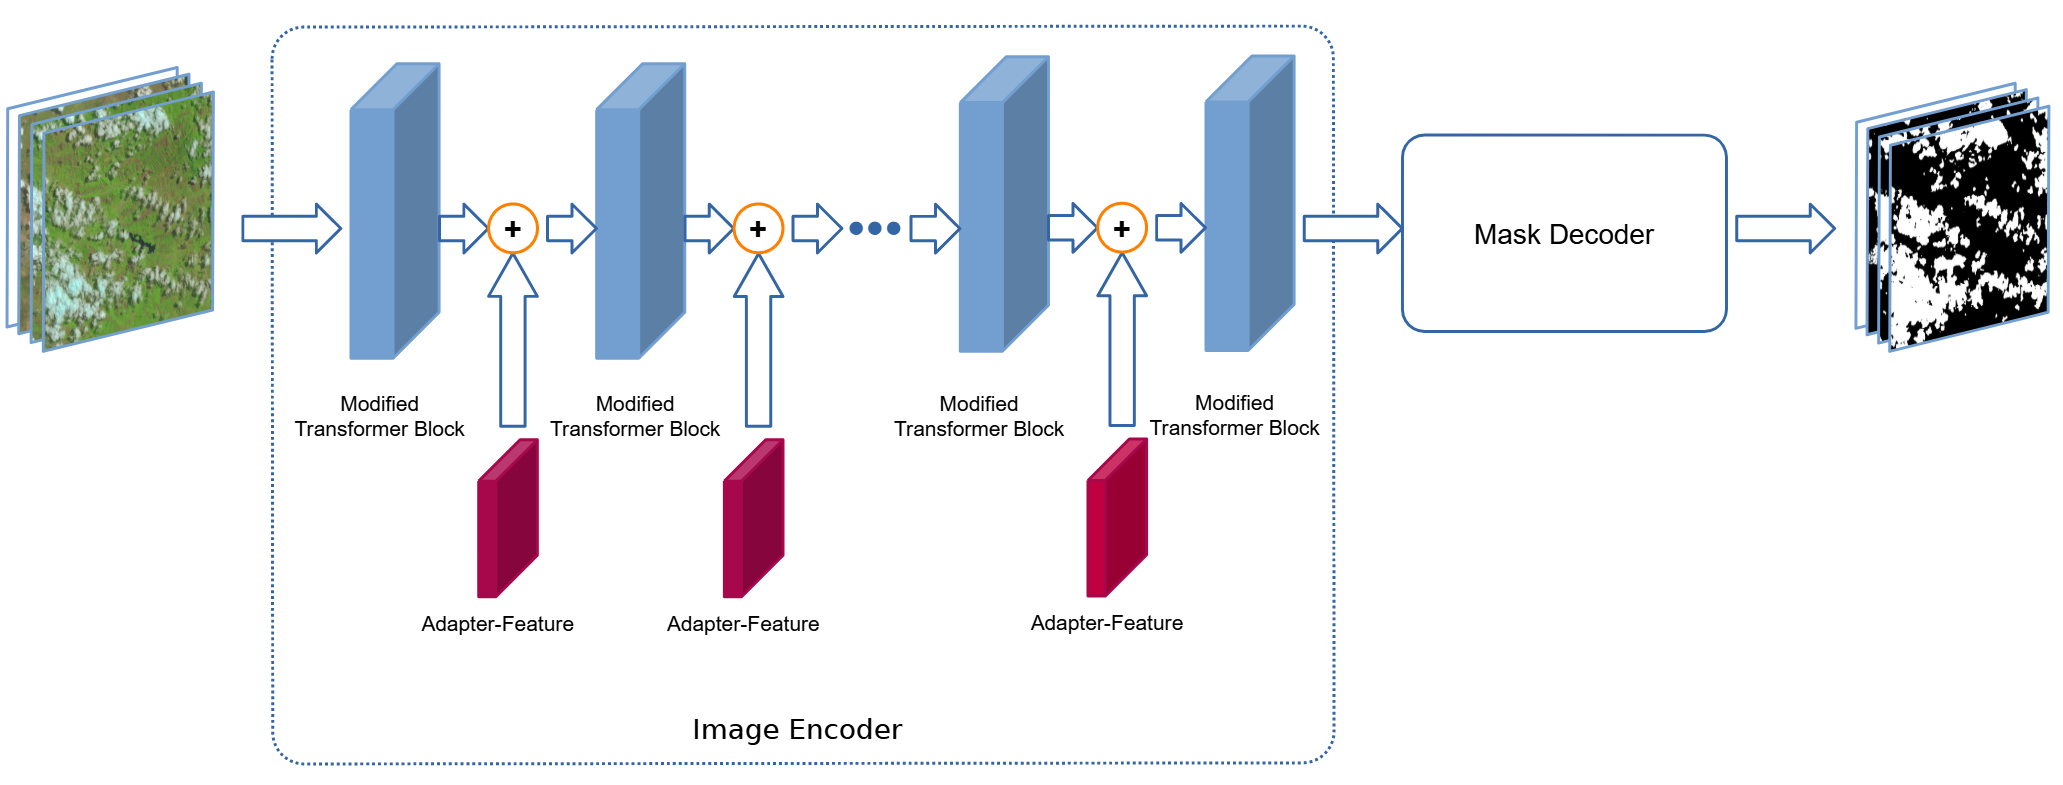 +
+
+
Mask Decoder
Modified
Transformer Block
Modified
Transformer Block
Modified
Transformer Block
Modified
Transformer Block
Adapter-Feature
Adapter-Feature
Adapter-Feature
Image Encoder